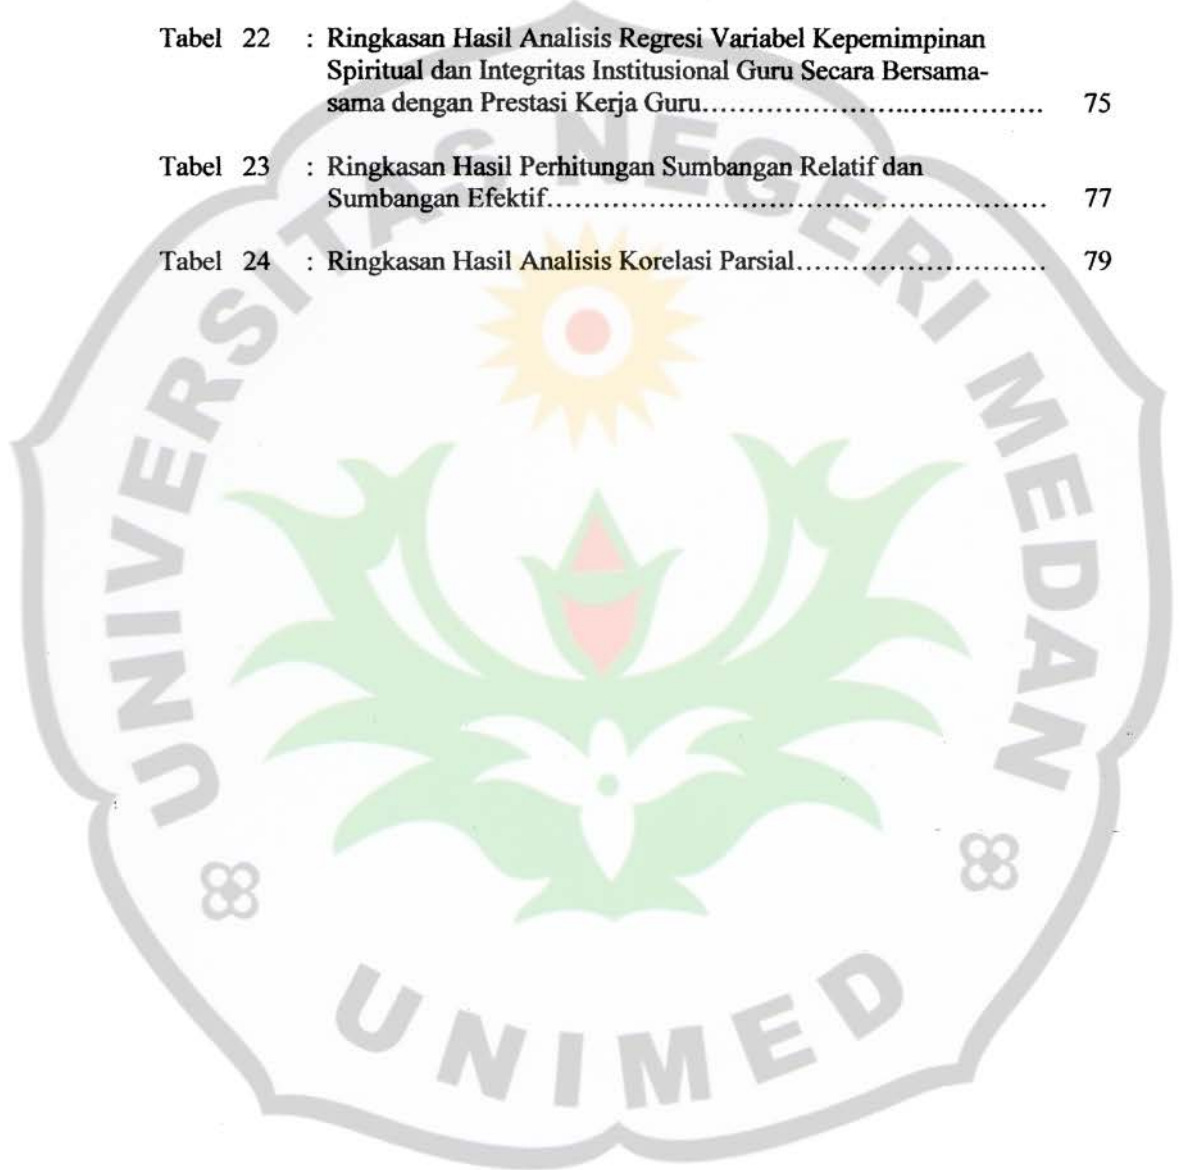 Tabel 22 : Ringkasan Hasil Analisis Regresi Variabel Kepemimpinan
Spiritual dan Integritas Institusional Guru Secara Bersama-
sama dengan Prestasi Kerja Guru................................................ 75
Tabel 23 : Ringkasan Hasil Perhitungan Sumbangan Relatif dan
Sumbangan Efektif.................................................... 77
Tabel 24 : Ringkasan Hasil Analisis Korelasi Parsial........................... 79
UNIVERSITAS NEGERI MEDAN
UNIMED